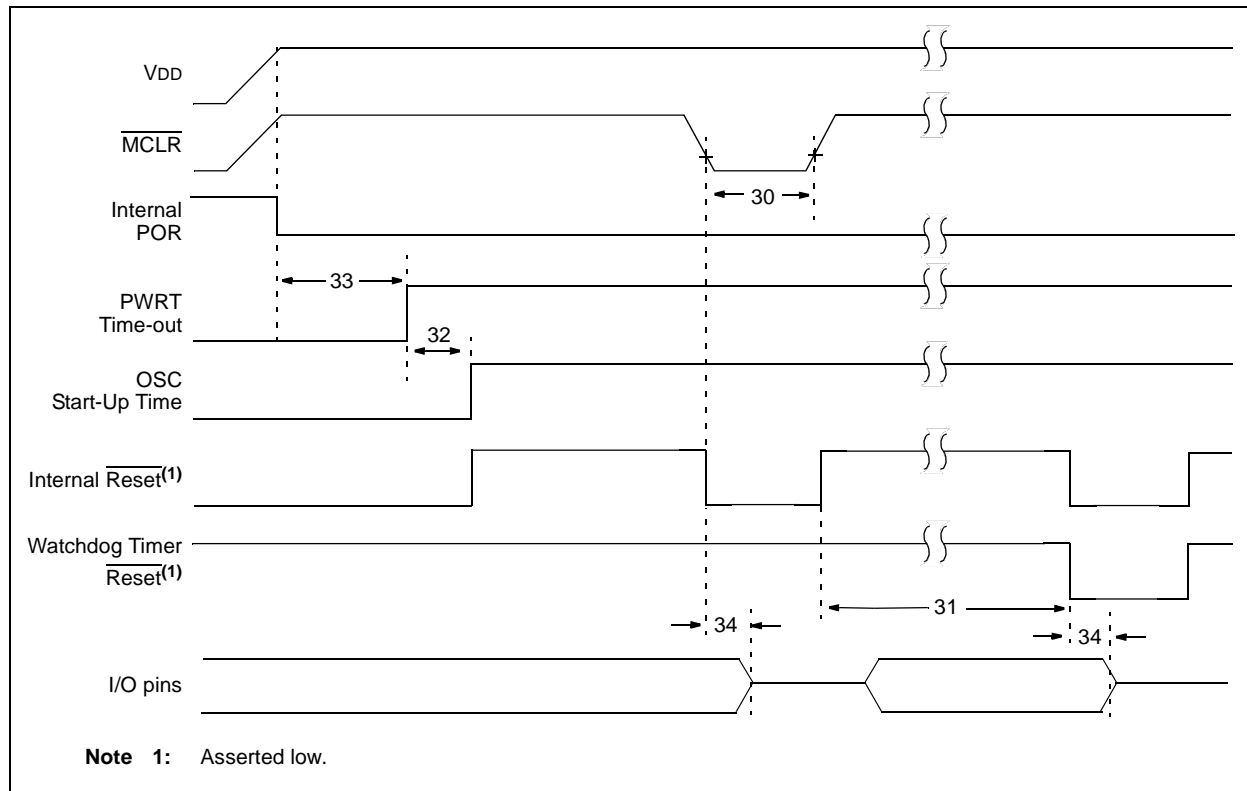 VDD
MCLR
30
Internal
POR
33
PWRT
Time-out
32
OSC
Start-Up Time
Internal Reset(1)
Watchdog Timer
Reset(1)
31
34
34
I/O pins
Note 1: Asserted low.